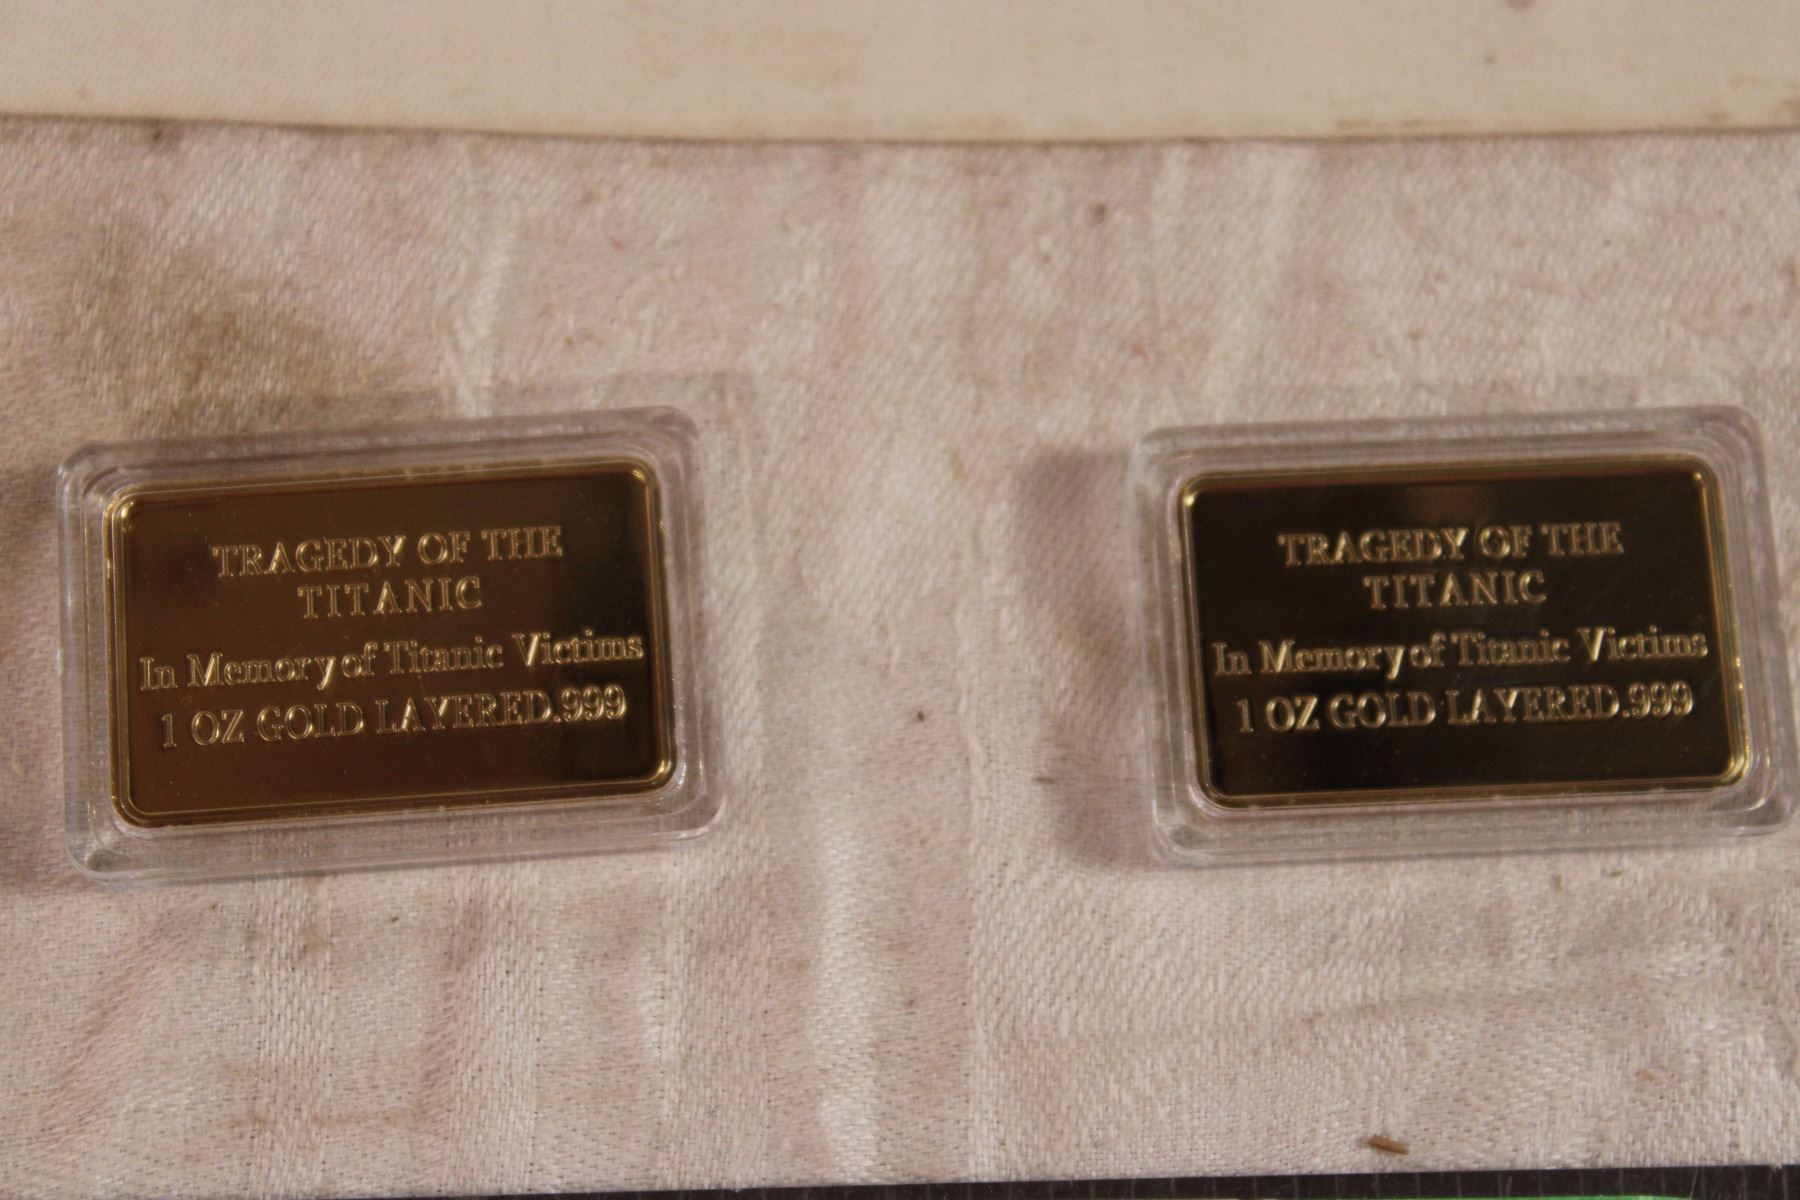 TRAGEDY OF THE
TITANIC
In Memory of Titanic Victims
1 OZ GOLD LAYERED.999
TRAGEDY OF THE
TITANIC
In Memory of Titanic Victims
1 OZ GOLD LAYERED.999